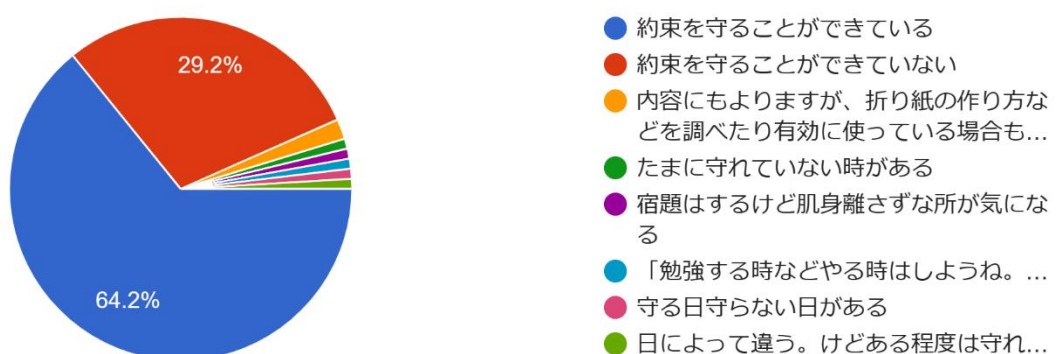 29.2%
64.2%
約束を守ることができている
約束を守ることができていない
内容にもよりますが、折り紙の作り方な
どを調べたり有効に使っている場合も...
たまに守れていない時がある
宿題はするけど肌身離さずな所が気にな
る
「勉強する時などやる時はしようね。...
守る日守らない日がある
日によって違う。けどある程度は守れ...